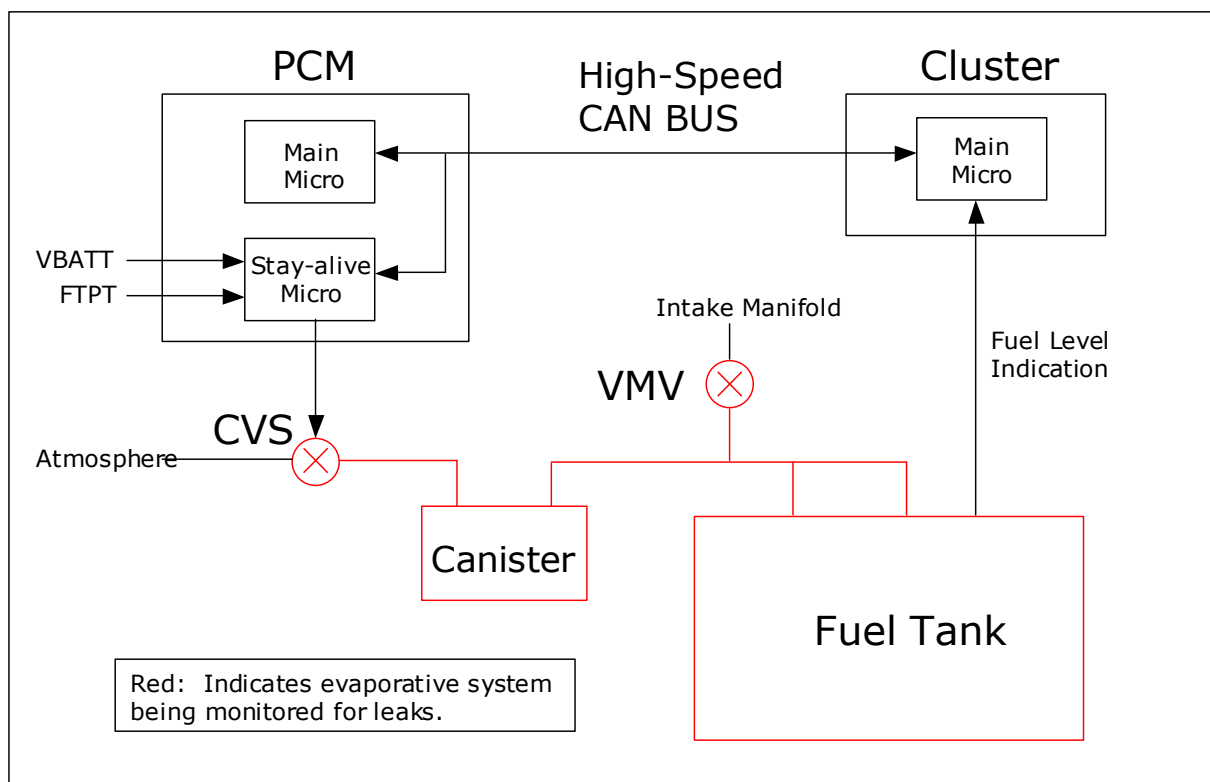 PCM
High-Speed
CAN BUS
Cluster
Main
Micro
Main
Micro
VBATT
FTPT
Stay-alive
Micro
Intake Manifold
Fuel Level
Indication
VMV
CVS
Atmosphere
Canister
Fuel Tank
Red:  Indicates evaporative system
being monitored for leaks.